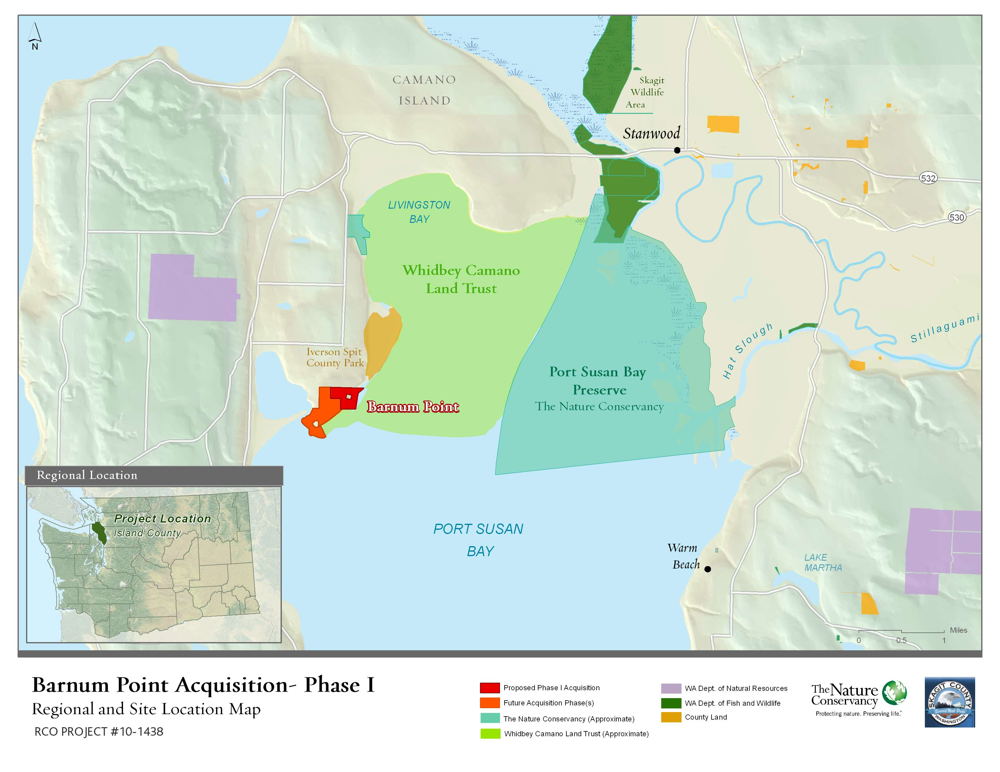 N
CAMANO
ISLAND
Skagit
Wildlife
Area
Stanwood
532
530
LIVINGSTON
BAY
Whidbey Camano
Land Trust
Iverson Spit
County Park
Barnum Point
Port Susan Bay
Preserve
The Nature Conservancy
Hat Slough
Stillaguami
PORT SUSAN
BAY
Warm
Beach
LAKE
MARTHA
Miles
0 0.5 1
Regional Location
Project Location
Island County
Barnum Point Acquisition- Phase I
Regional and Site Location Map
RCO PROJECT #10-1438
Proposed Phase I Acquisition
Future Acquisition Phase(s)
The Nature Conservancy (Approximate)
Whidbey Camano Land Trust (Approximate)
WA Dept. of Natural Resources
WA Dept. of Fish and Wildlife
County Land
The Nature
Conservancy
Protecting nature. Preserving life.™
SKAGIT COUNTY
Serving With Pride
WASHINGTON